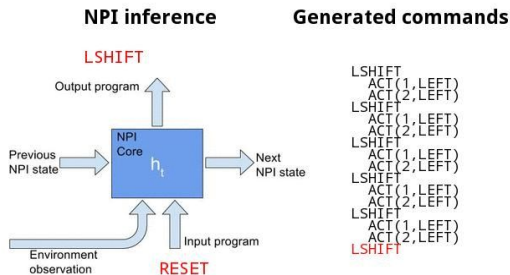 NPI inference
LSHIFT
Output program
NPI
Core
h_t
Previous
NPI state
Next
NPI state
Input program
Environment
observation
RESET
Generated commands
LSHIFT
ACT(1,LEFT)
ACT(2,LEFT)
LSHIFT
ACT(1,LEFT)
ACT(2,LEFT)
LSHIFT
ACT(1,LEFT)
ACT(2,LEFT)
LSHIFT
ACT(1,LEFT)
ACT(2,LEFT)
LSHIFT
ACT(1,LEFT)
ACT(2,LEFT)
LSHIFT